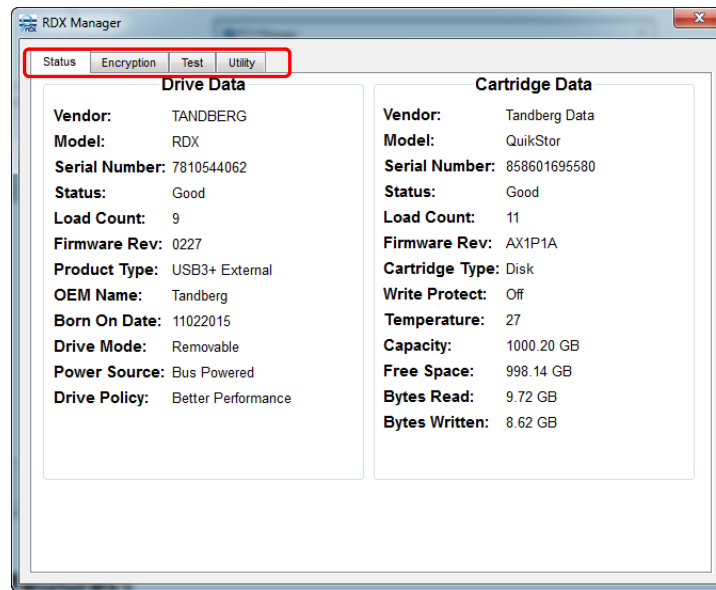 RDX Manager
Status Encryption Test Utility
Drive Data
Vendor: TANDBERG
Model: RDX
Serial Number: 7810544062
Status: Good
Load Count: 9
Firmware Rev: 0227
Product Type: USB3+ External
OEM Name: Tandberg
Born On Date: 11022015
Drive Mode: Removable
Power Source: Bus Powered
Drive Policy: Better Performance
Cartridge Data
Vendor: Tandberg Data
Model: QuikStor
Serial Number: 858601695580
Status: Good
Load Count: 11
Firmware Rev: AX1P1A
Cartridge Type: Disk
Write Protect: Off
Temperature: 27
Capacity: 1000.20 GB
Free Space: 998.14 GB
Bytes Read: 9.72 GB
Bytes Written: 8.62 GB